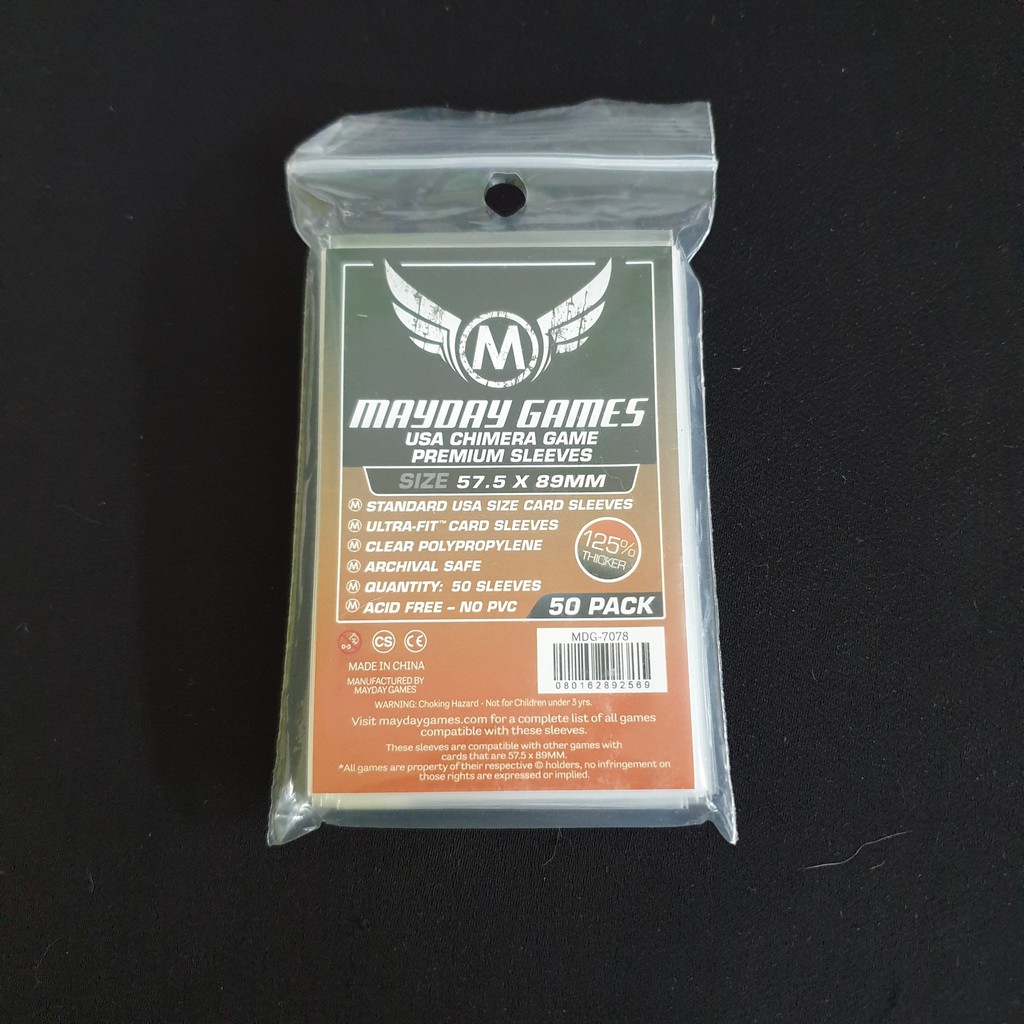 M
MAYDAY GAMES
USA CHIMERA GAME
PREMIUM SLEEVES
SIZE 57.5 X 89MM
STANDARD USA SIZE CARD SLEEVES
ULTRA-FIT™ CARD SLEEVES
CLEAR POLYPROPYLENE
ARCHIVAL SAFE
QUANTITY: 50 SLEEVES
ACID FREE – NO PVC
125%
THICKER
50 PACK
0-3
CS
CE
MADE IN CHINA
MANUFACTURED BY
MAYDAY GAMES
MDG-7078
080162892569
WARNING: Choking Hazard - Not for Children under 3 yrs.
Visit maydaygames.com for a complete list of all games
compatible with these sleeves.
These sleeves are compatible with other games with
cards that are 57.5 x 89MM.
*All games are property of their respective © holders, no infringement on
those rights are expressed or implied.